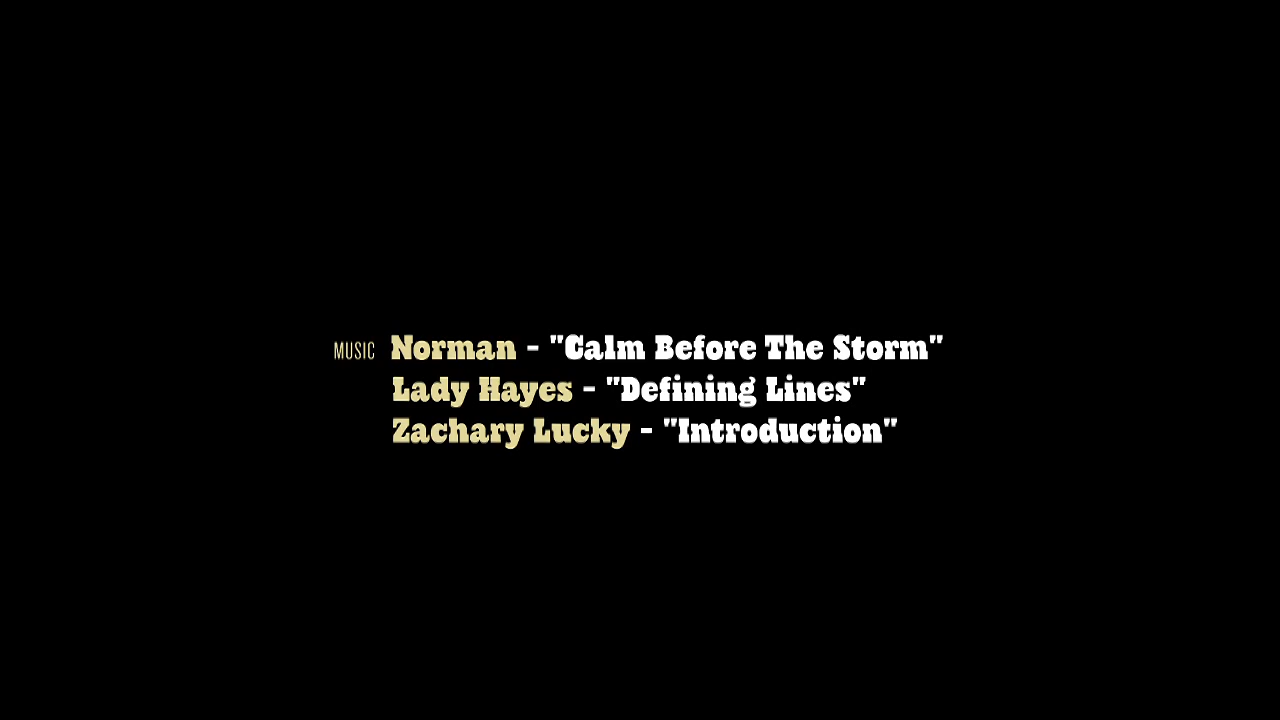 MUSIC Norman - "Calm Before The Storm"
Lady Hayes - "Defining Lines"
Zachary Lucky - "Introduction"